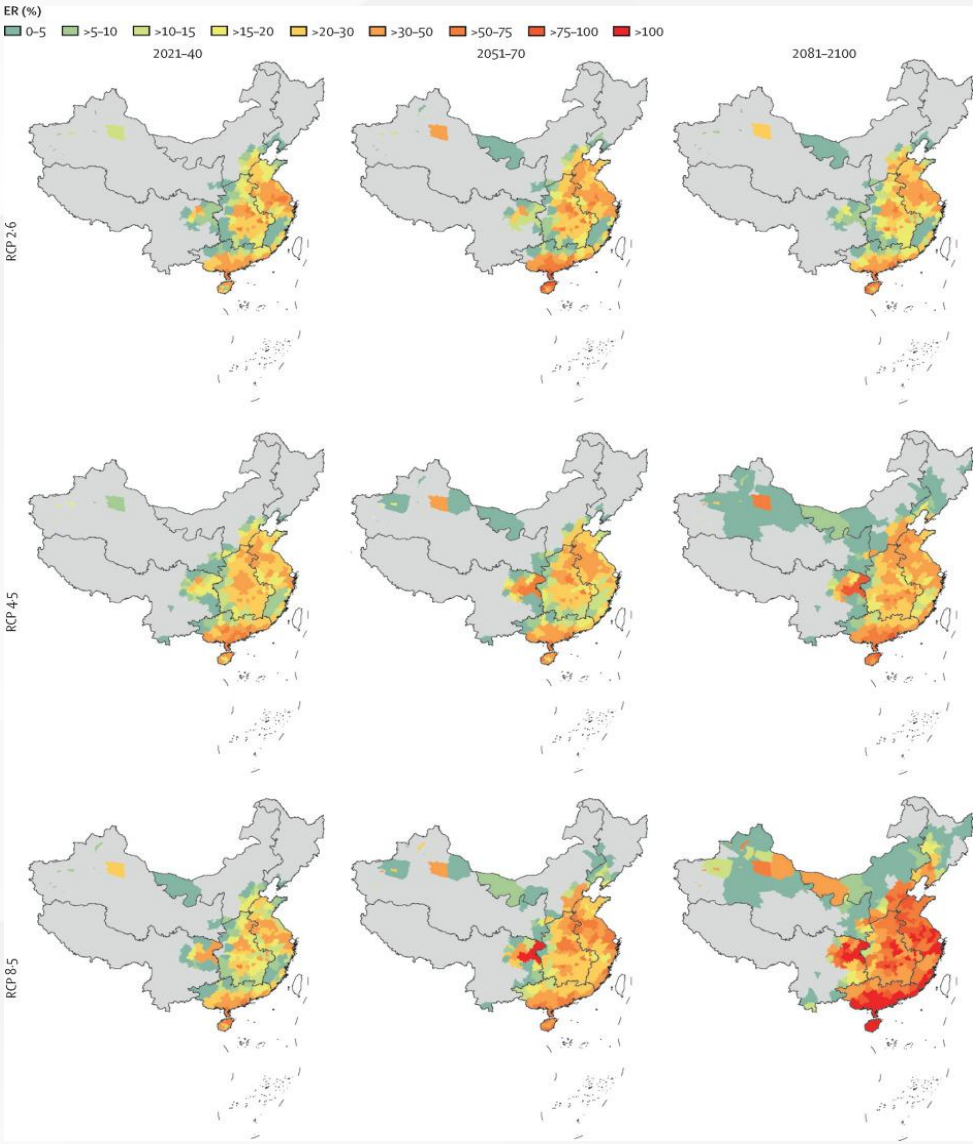 ER (%)
0–5 >5–10 >10–15 >15–20 >20–30 >30–50 >50–75 >75–100 >100
2021–40 2051–70 2081–2100
RCP 2·6
RCP 4·5
RCP 8·5